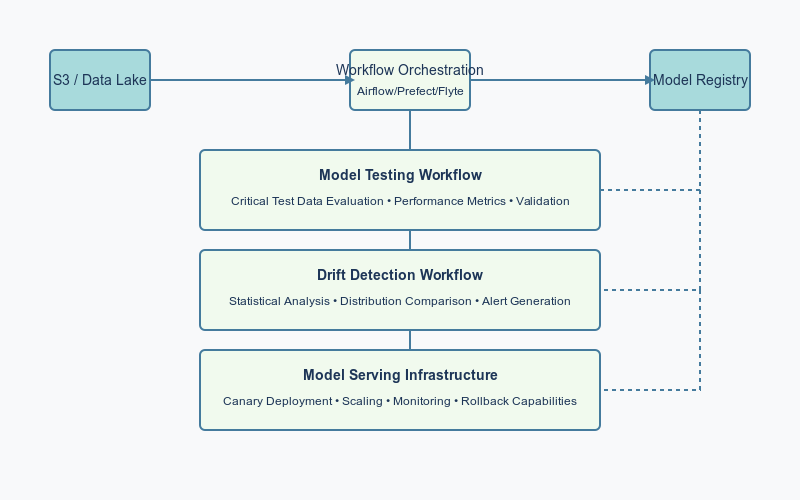 S3 / Data Lake
Workflow Orchestration
Airflow/Prefect/Flyte
Model Registry
Model Testing Workflow
Critical Test Data Evaluation • Performance Metrics • Validation
Drift Detection Workflow
Statistical Analysis • Distribution Comparison • Alert Generation
Model Serving Infrastructure
Canary Deployment • Scaling • Monitoring • Rollback Capabilities